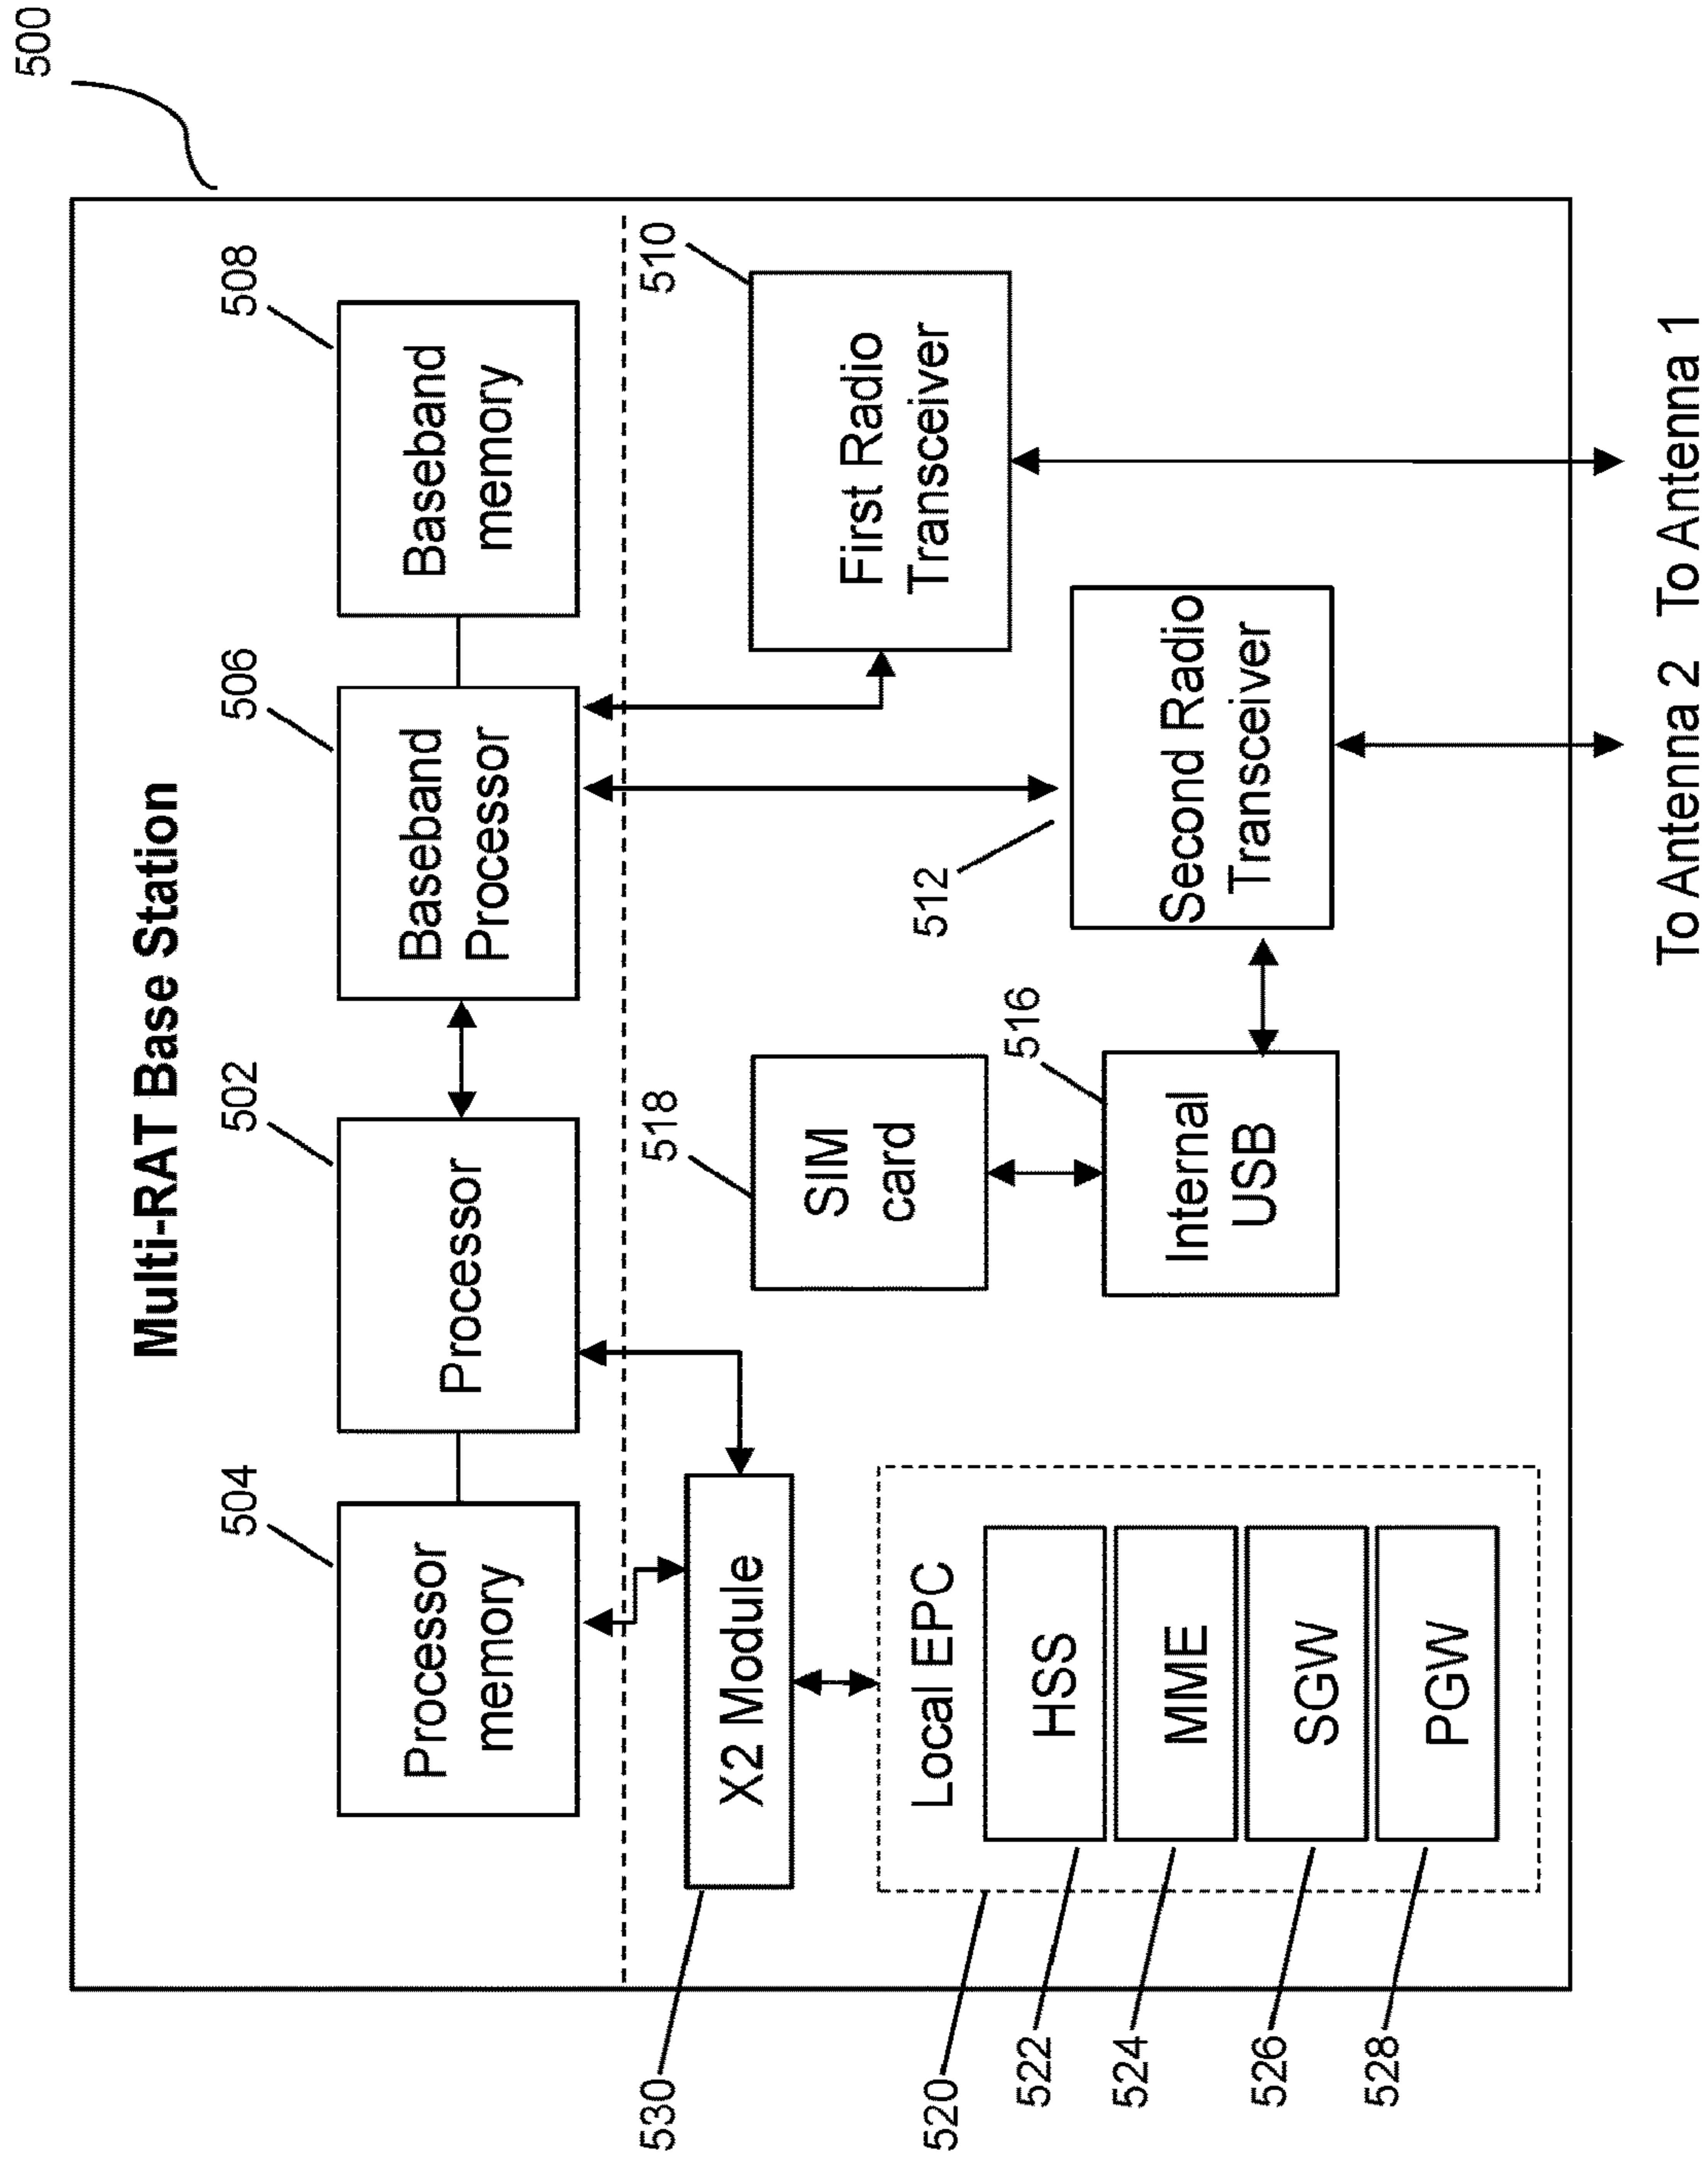 500
Multi-RAT Base Station
504
502
506
508
Processor
memory
Processor
Baseband
Processor
Baseband
memory
530
518
510
X2 Module
SIM
card
First Radio
Transceiver
512
516
520
Local EPC
522
HSS
524
MME
526
SGW
528
PGW
Internal
USB
Second Radio
Transceiver
To Antenna 2
To Antenna 1